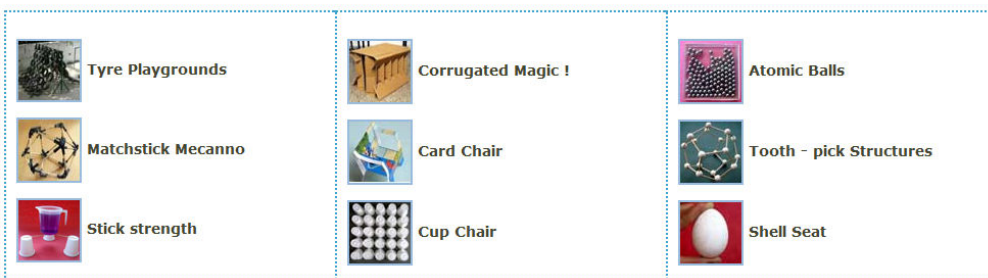 Tyre Playgrounds
Corrugated Magic !
Atomic Balls
Matchstick Mecanno
Card Chair
Tooth - pick Structures
Stick strength
Cup Chair
Shell Seat